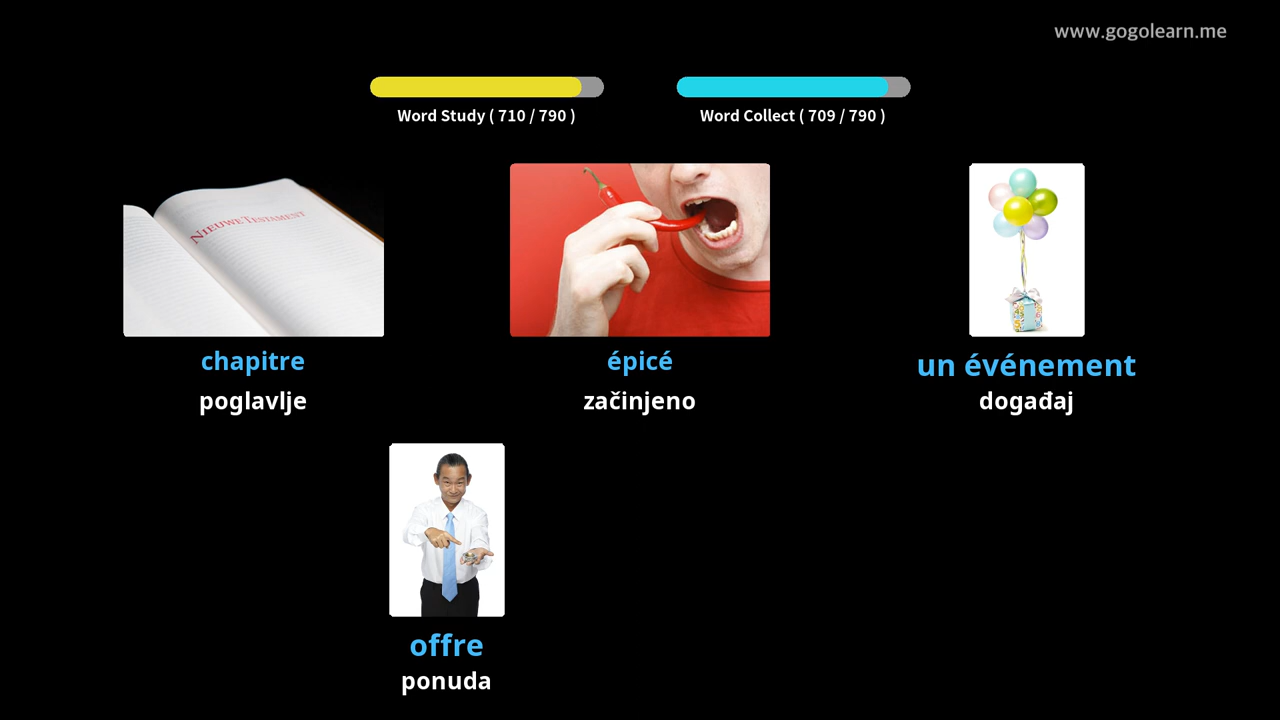 www.gogolearn.me
Word Study ( 710 / 790 )
Word Collect ( 709 / 790 )
NIEUWE TESTAMENT
chapitre
épicé
un événement
poglavlje
začinjeno
događaj
offre
ponuda